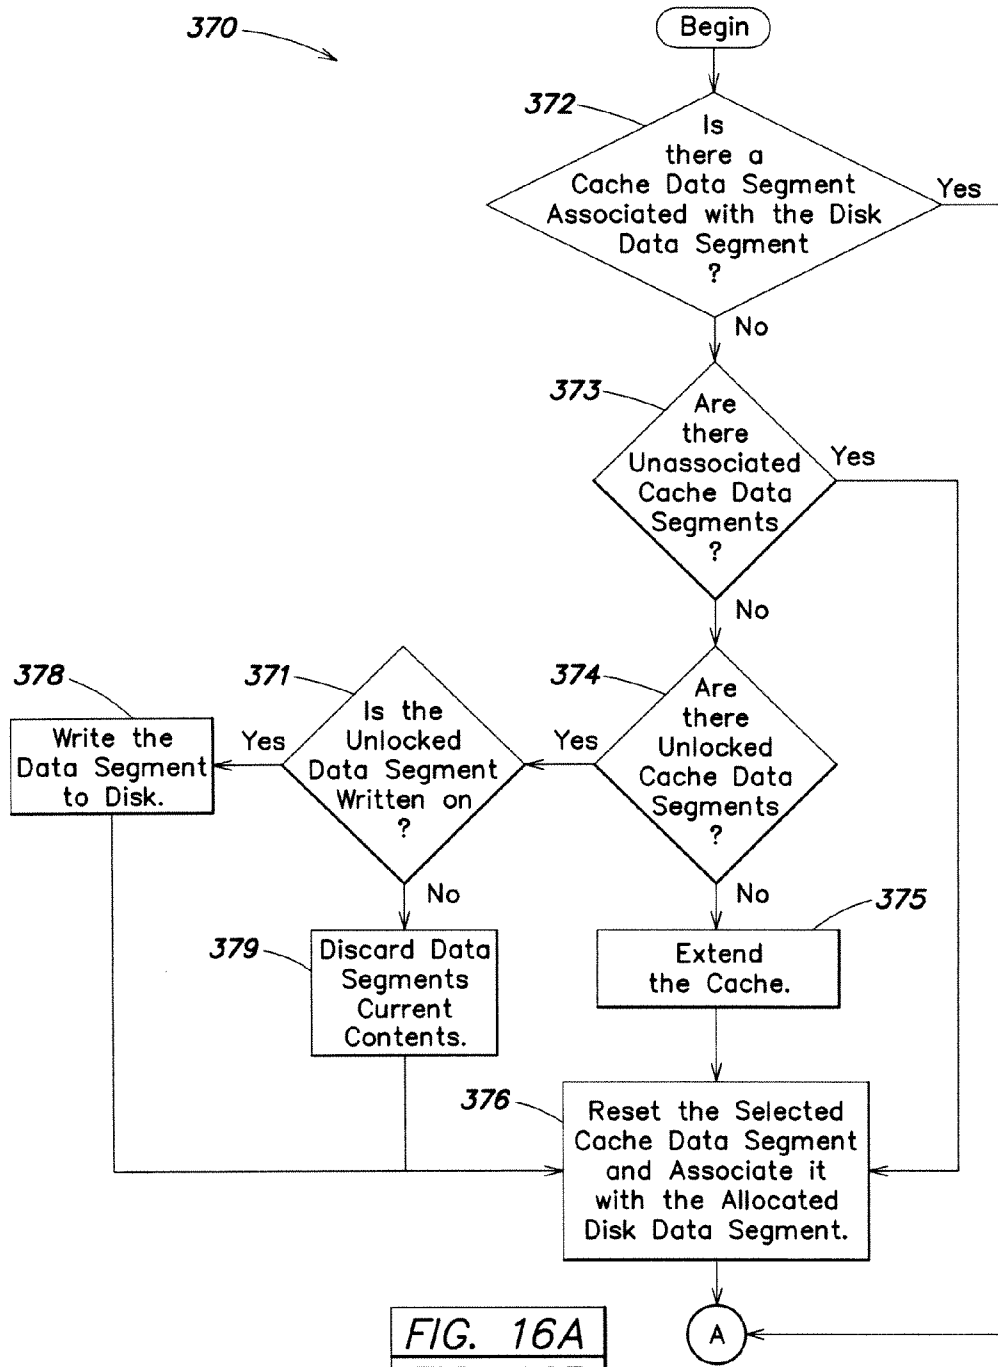 370
Begin
372
Is
there a
Cache Data Segment
Associated with the Disk
Data Segment
?
Yes
No
373
Are
there
Unassociated
Cache Data
Segments
?
Yes
No
378
Write the
Data Segment
to Disk.
Yes
371
Is the
Unlocked
Data Segment
Written on
?
Yes
374
Are
there
Unlocked
Cache Data
Segments
?
No
No
379
Discard Data
Segments
Current
Contents.
375
Extend
the Cache.
376
Reset the Selected
Cache Data Segment
and Associate it
with the Allocated
Disk Data Segment.
A
FIG. 16A